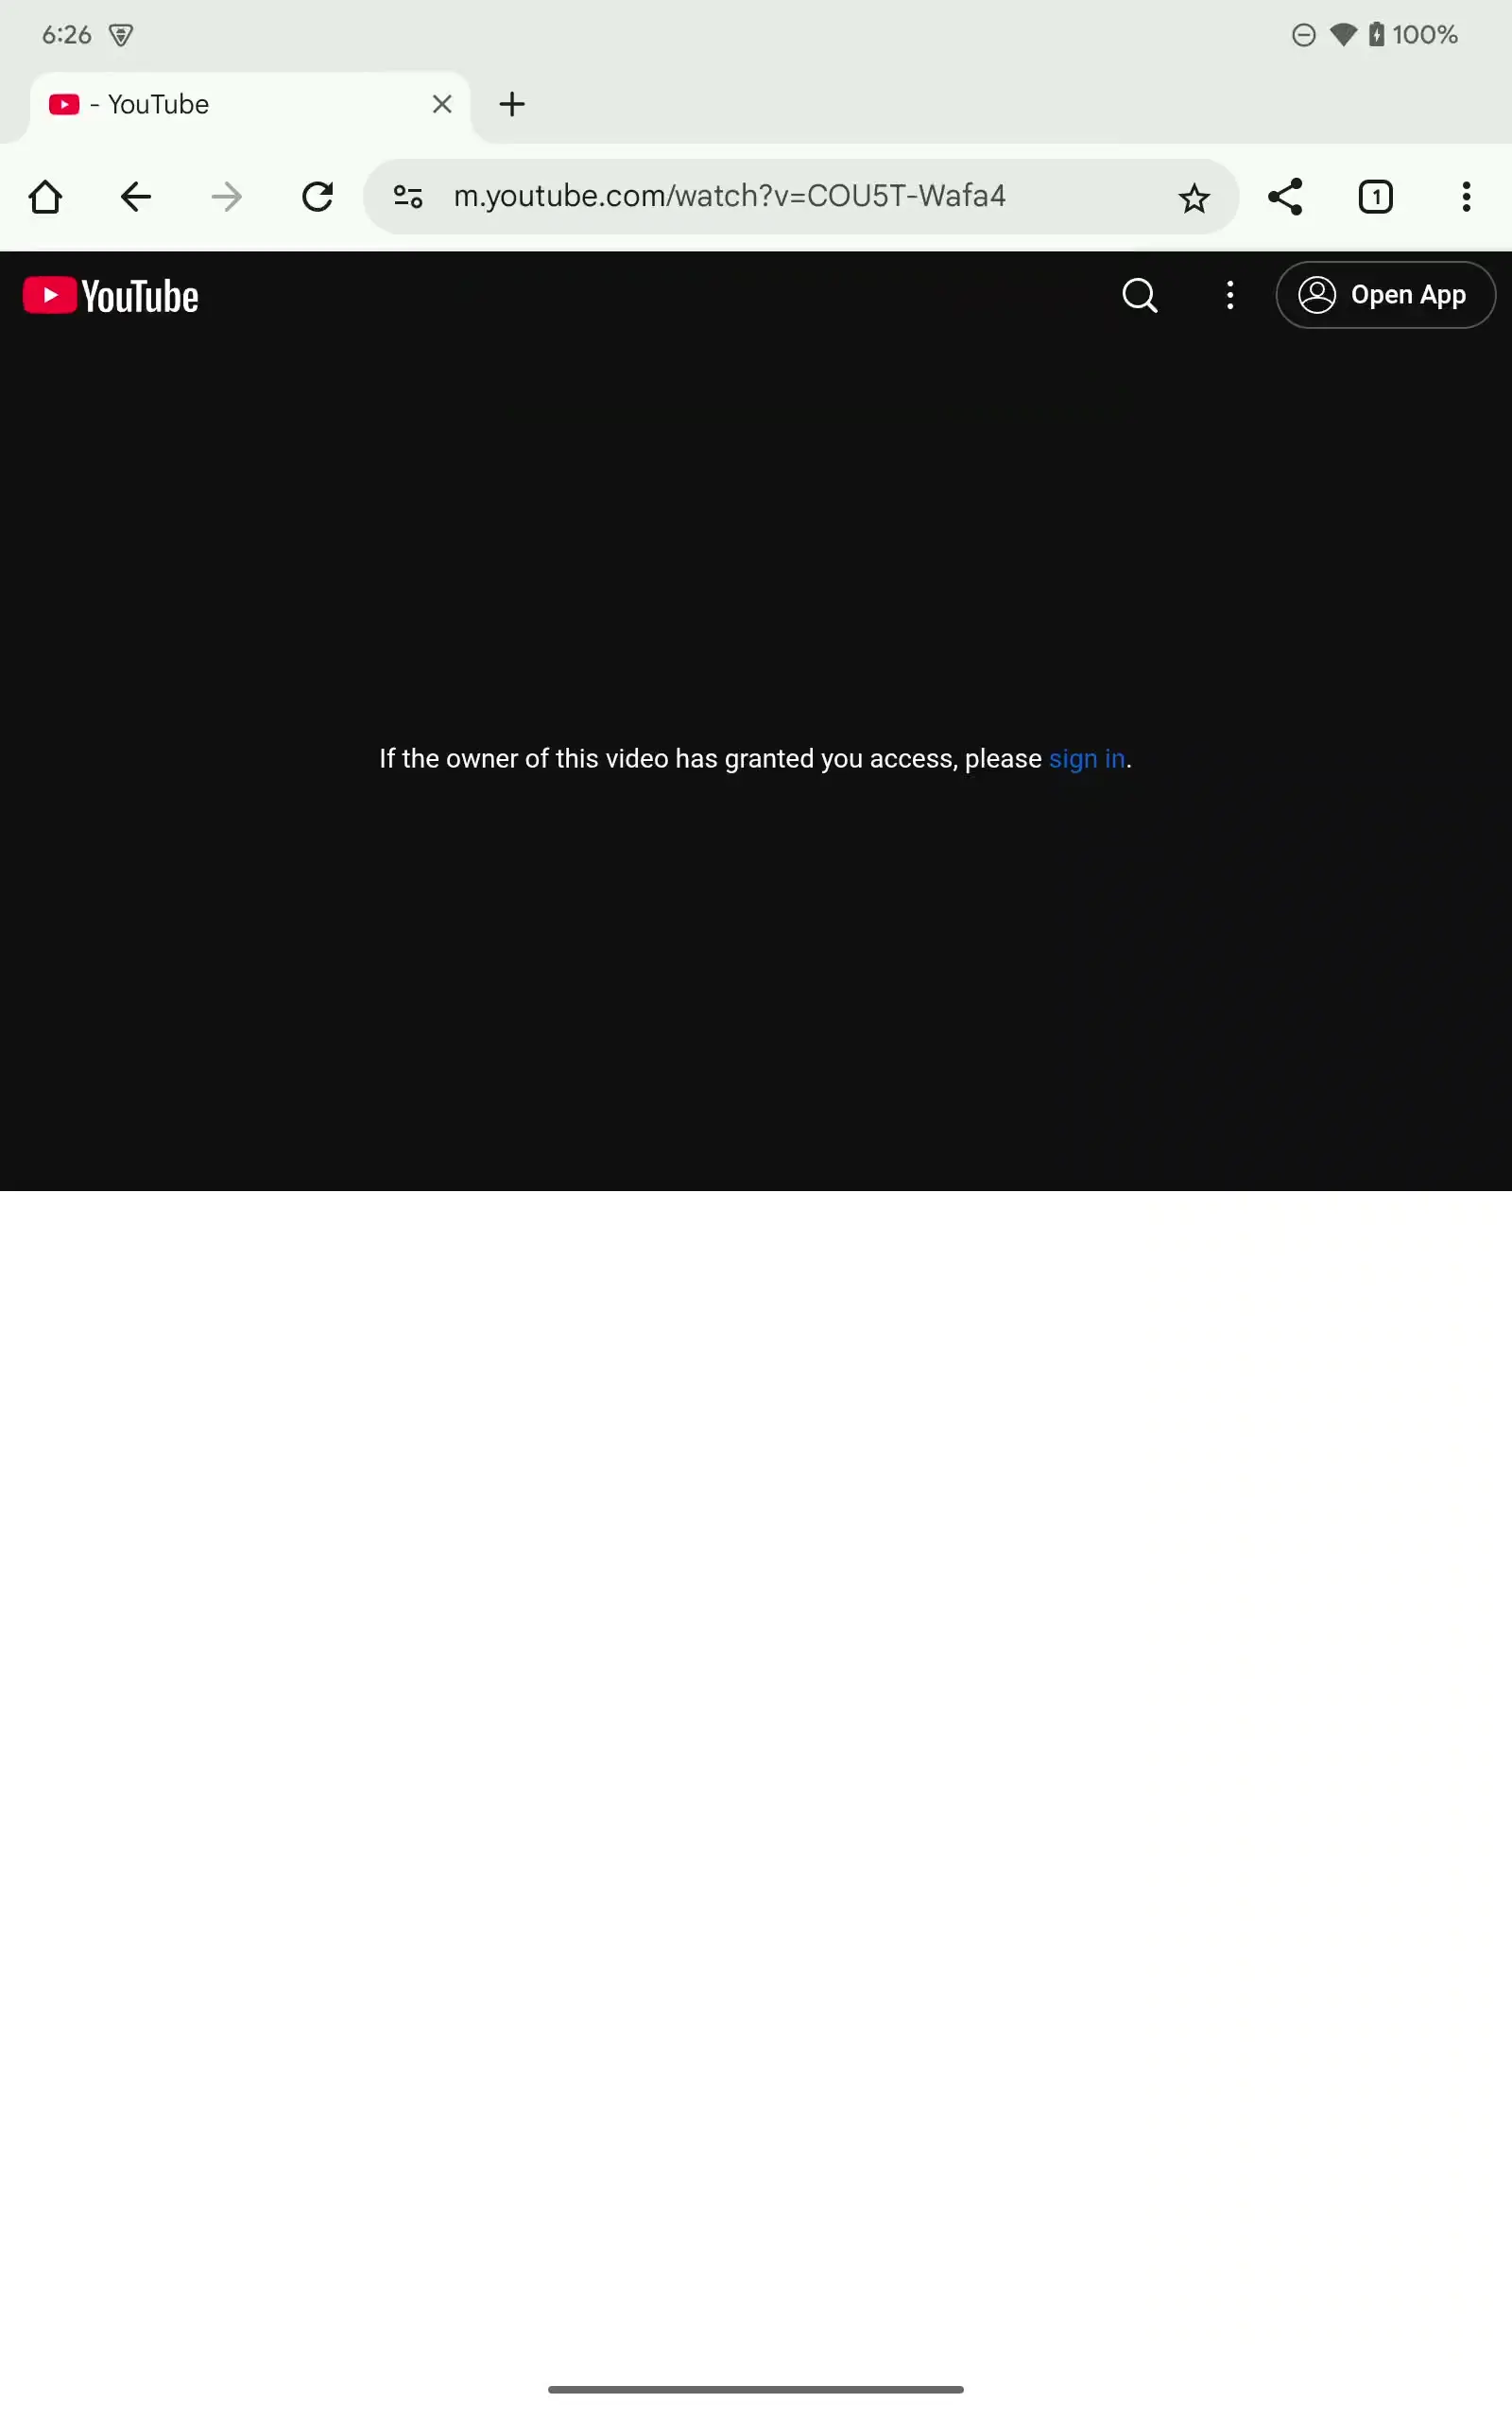 6:26
100%
- YouTube
m.youtube.com/watch?v=COU5T-Wafa4
1
YouTube
Open App
If the owner of this video has granted you access, please sign in.